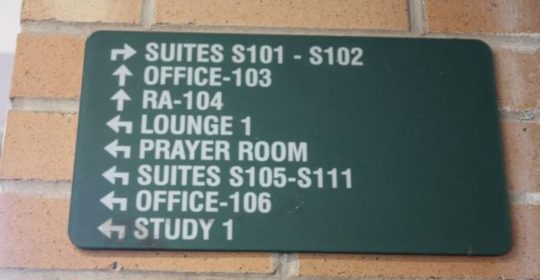 ↱ SUITES S101 - S102
↑ OFFICE-103
↑ RA-104
↰ LOUNGE 1
↰ PRAYER ROOM
↰ SUITES S105-S111
↰ OFFICE-106
↰ STUDY 1